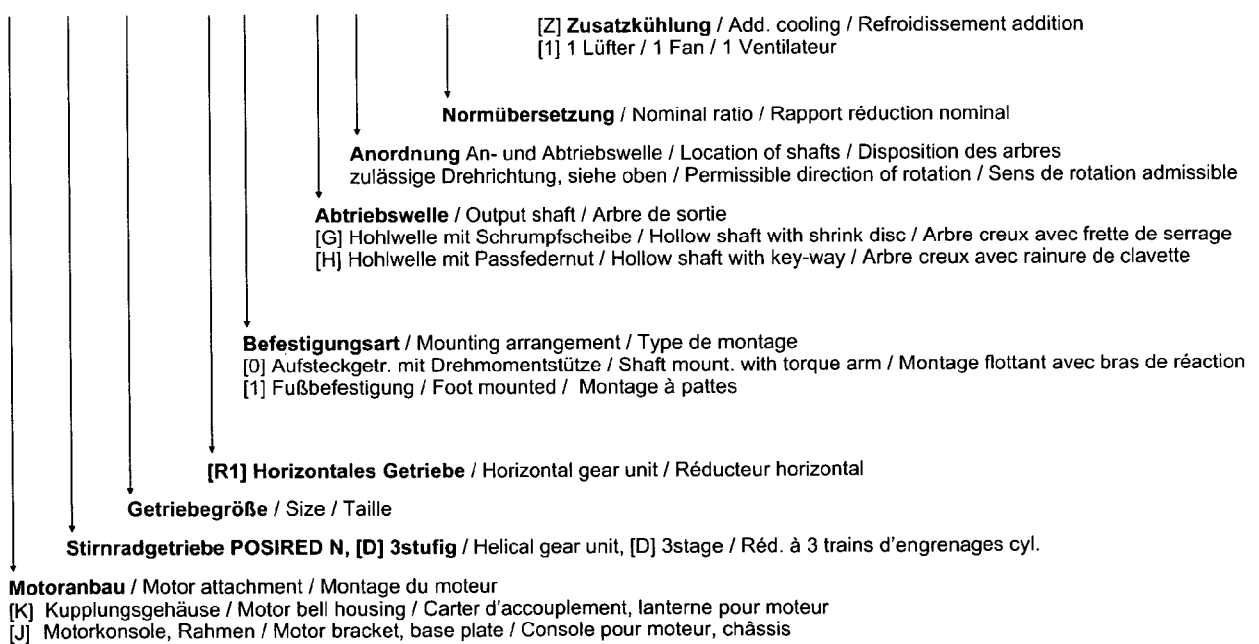 [Z] Zusatzkühlung / Add. cooling / Refroidissement addition
[1] 1 Lüfter / 1 Fan / 1 Ventilateur
Normübersetzung / Nominal ratio / Rapport réduction nominal
Anordnung An- und Abtriebswelle / Location of shafts / Disposition des arbres
zulässige Drehrichtung, siehe oben / Permissible direction of rotation / Sens de rotation admissible
Abtriebswelle / Output shaft / Arbre de sortie
[G] Hohlwelle mit Schrumpfscheibe / Hollow shaft with shrink disc / Arbre creux avec frette de serrage
[H] Hohlwelle mit Passfedernut / Hollow shaft with key-way / Arbre creux avec rainure de clavette
Befestigungsart / Mounting arrangement / Type de montage
[0] Aufsteckgetr. mit Drehmomentstütze / Shaft mount. with torque arm / Montage flottant avec bras de réaction
[1] Fußbefestigung / Foot mounted / Montage à pattes
[R1] Horizontales Getriebe / Horizontal gear unit / Réducteur horizontal
Getriebegröße / Size / Taille
Stirnradgetriebe POSIRED N, [D] 3stufig / Helical gear unit, [D] 3stage / Réd. à 3 trains d'engrenages cyl.
Motoranbau / Motor attachment / Montage du moteur
[K] Kupplungsgehäuse / Motor bell housing / Carter d'accouplement, lanterne pour moteur
[J] Motorkonsole, Rahmen / Motor bracket, base plate / Console pour moteur, châssis